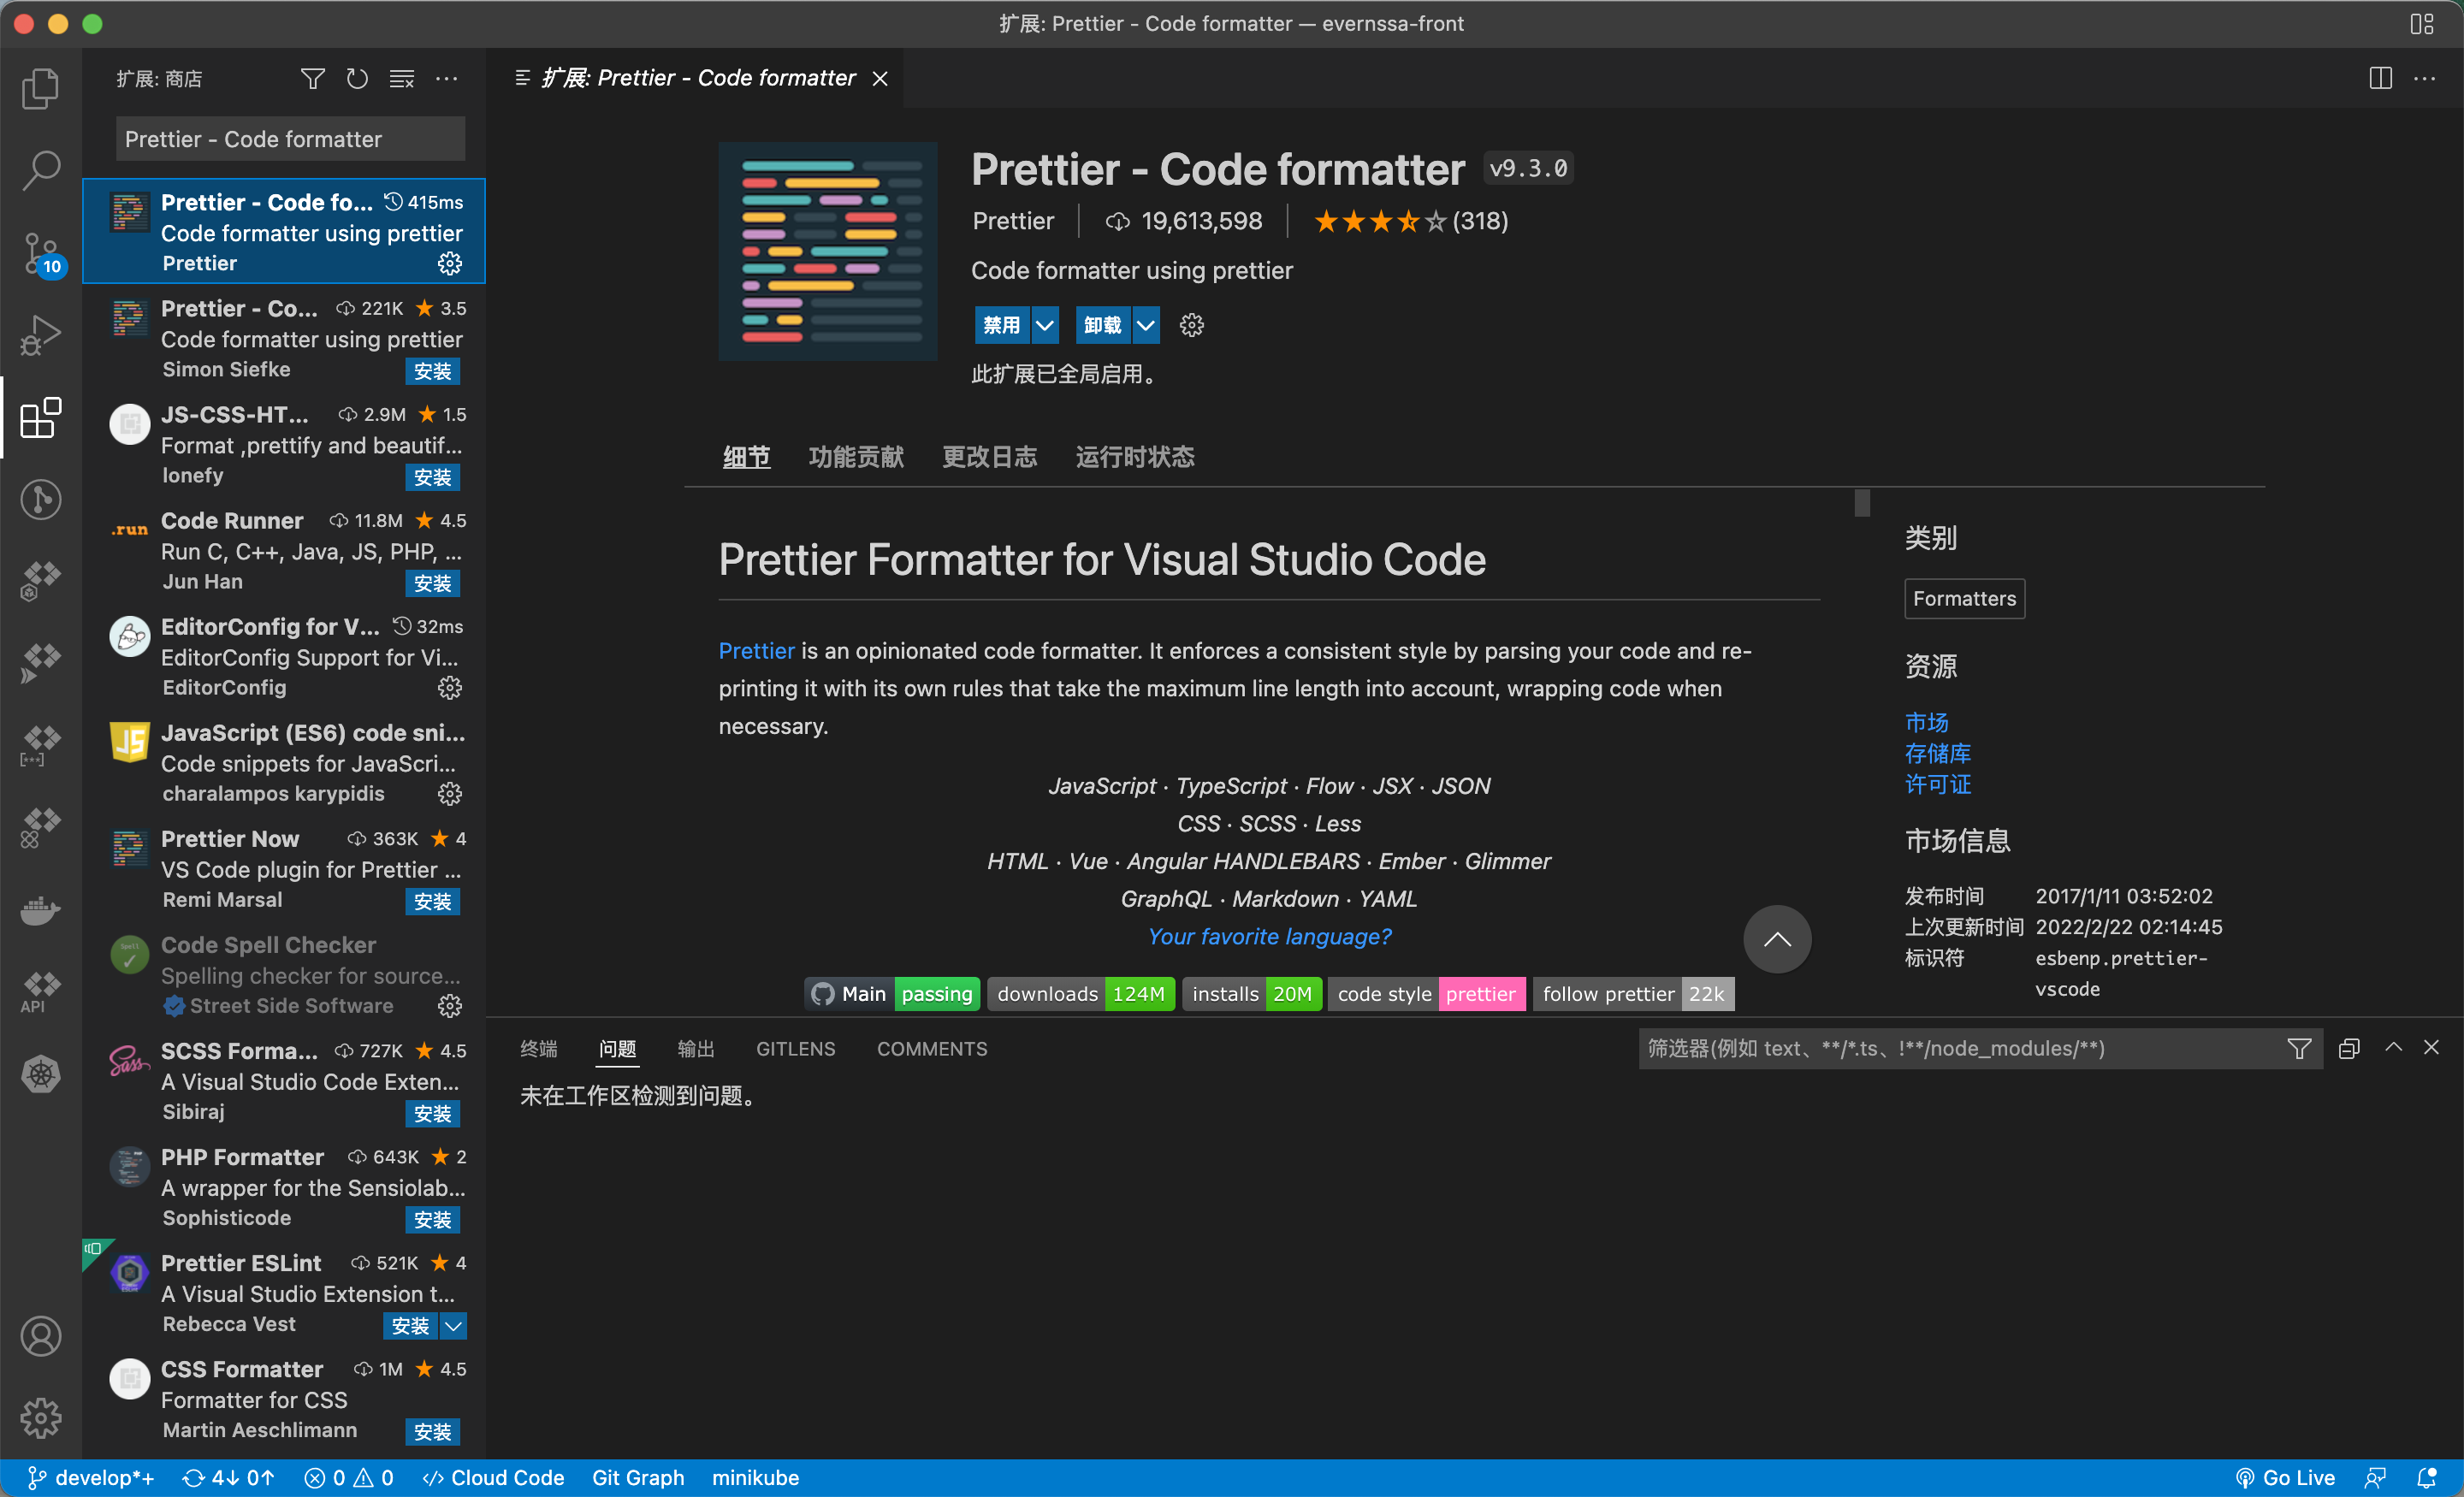 扩展: Prettier - Code formatter — evernssa-front
扩展: 商店
Prettier - Code formatter
Prettier - Code fo... 415ms
Code formatter using prettier
Prettier
Prettier - Co... 221K 3.5
Code formatter using prettier
Simon Siefke 安装
JS-CSS-HT... 2.9M 1.5
Format ,prettify and beautif...
lonefy 安装
.run
Code Runner 11.8M 4.5
Run C, C++, Java, JS, PHP, ...
Jun Han 安装
EditorConfig for V... 32ms
EditorConfig Support for Vi...
EditorConfig
JS
JavaScript (ES6) code sni...
Code snippets for JavaScri...
charalampos karypidis
Prettier Now 363K 4
VS Code plugin for Prettier ...
Remi Marsal 安装
Code Spell Checker
Spelling checker for source...
Street Side Software
Sass
SCSS Forma... 727K 4.5
A Visual Studio Code Exten...
Sibiraj 安装
PHP Formatter 643K 2
A wrapper for the Sensiolab...
Sophisticode 安装
Prettier ESLint 521K 4
A Visual Studio Extension t...
Rebecca Vest 安装
CSS Formatter 1M 4.5
Formatter for CSS
Martin Aeschlimann 安装
10
API
扩展: Prettier - Code formatter
Prettier - Code formatter v9.3.0
Prettier 19,613,598 (318)
Code formatter using prettier
禁用 卸载
此扩展已全局启用。
细节 功能贡献 更改日志 运行时状态
Prettier Formatter for Visual Studio Code
Prettier is an opinionated code formatter. It enforces a consistent style by parsing your code and re-
printing it with its own rules that take the maximum line length into account, wrapping code when
necessary.
JavaScript · TypeScript · Flow · JSX · JSON
CSS · SCSS · Less
HTML · Vue · Angular HANDLEBARS · Ember · Glimmer
GraphQL · Markdown · YAML
Your favorite language?
Main passing downloads 124M installs 20M code style prettier follow prettier 22k
类别
Formatters
资源
市场
存储库
许可证
市场信息
发布时间 2017/1/11 03:52:02
上次更新时间 2022/2/22 02:14:45
标识符 esbenp.prettier-
vscode
终端 问题 输出 GITLENS COMMENTS 筛选器(例如 text、**/*.ts、!**/node_modules/**)
未在工作区检测到问题。
develop*+ 4↓ 0↑ 0 0 Cloud Code Git Graph minikube Go Live